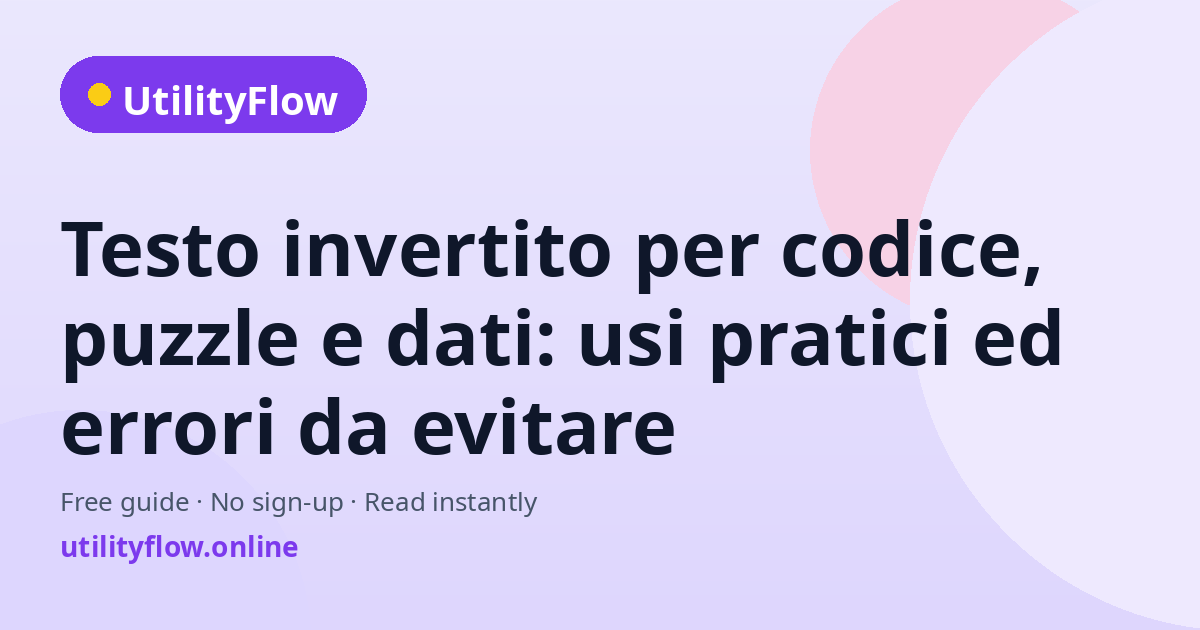 UtilityFlow
Testo invertito per codice,
puzzle e dati: usi pratici ed
errori da evitare
Free guide · No sign-up · Read instantly
utilityflow.online